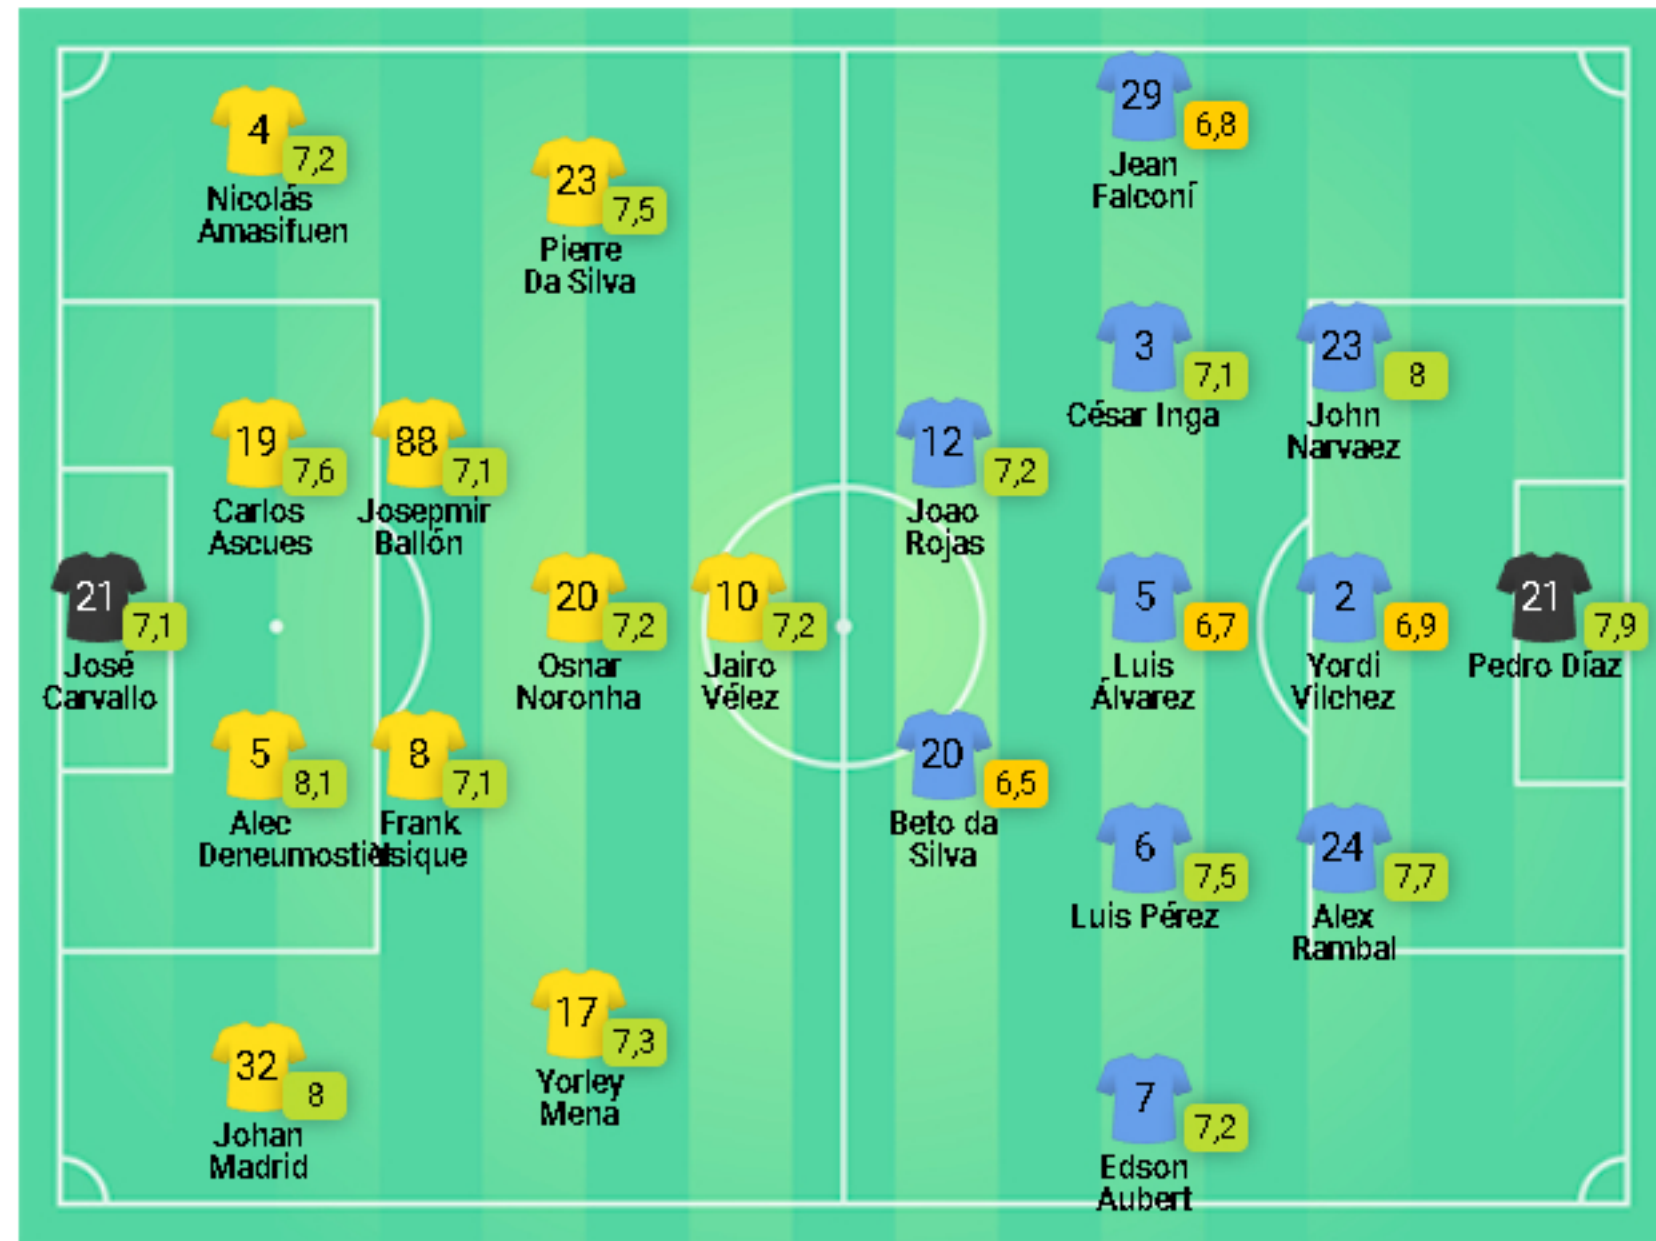 4
7,2
Nicolás
Amasifuen
19
7,6
Carlos
Ascues
21
7,1
José
Carvallo
5
8,1
Alec
32
8
Johan
Madrid
88
7,1
Josepmir
Ballón
8
7,1
Frank
Ysique
23
7,5
Pierre
Da Silva
20
7,2
Osnar
Noronha
17
7,3
Yorley
Mena
10
7,2
Jairo
Vélez
12
7,2
Joao
Rojas
20
6,5
Beto da
Silva
29
6,8
Jean
Falconí
3
7,1
César Inga
5
6,7
Luis
Álvarez
6
7,5
Luis Pérez
7
7,2
Edson
Aubert
23
8
John
Narvaez
2
6,9
Yordi
Vilchez
24
7,7
Alex
Rambal
21
7,9
Pedro Díaz